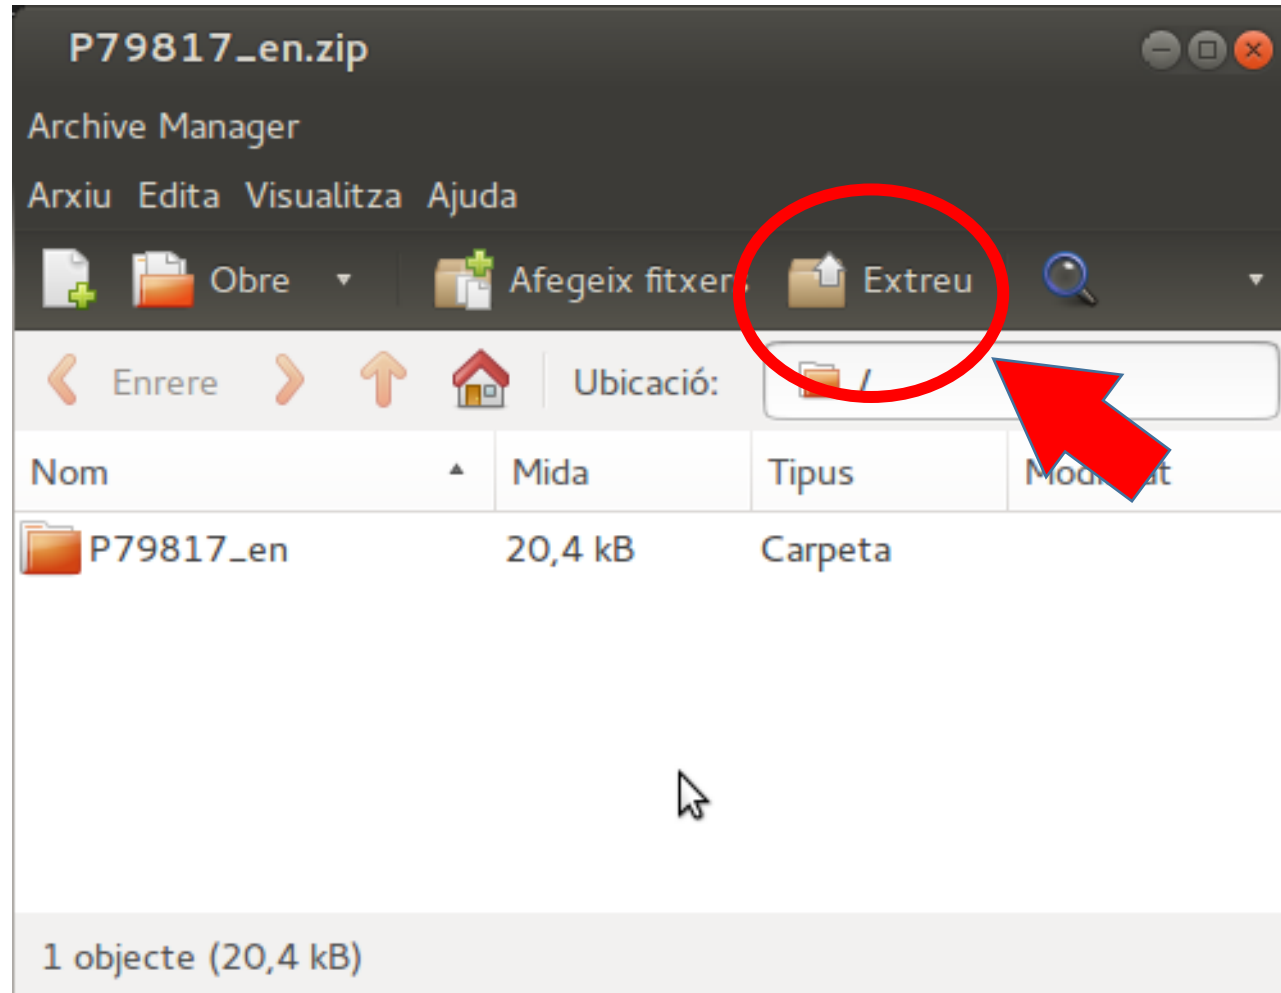 P79817_en.zip
Archive Manager
Arxiu Edita Visualitza Ajuda
Obre Afegeix fitxers Extreu
Enrere Ubicació: /
Nom Mida Tipus
P79817_en 20,4 kB Carpeta
1 objecte (20,4 kB)